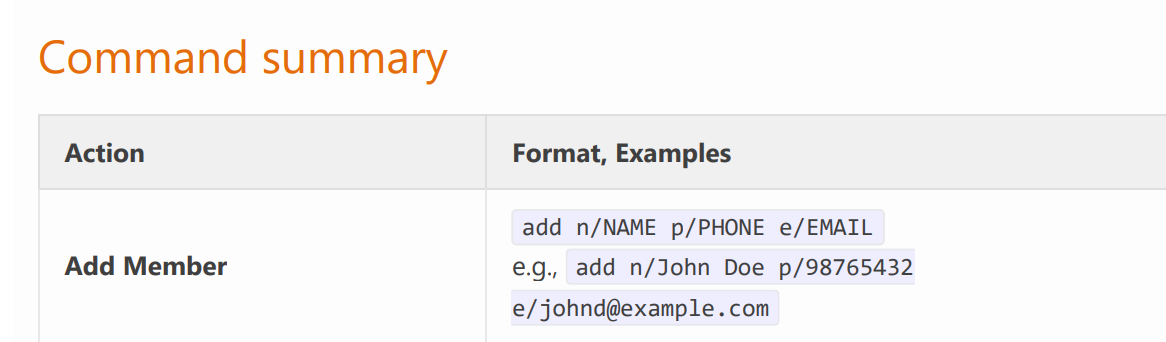 Command summary
Action
Format, Examples
Add Member
add n/NAME p/PHONE e/EMAIL
e.g., add n/John Doe p/98765432
e/johnd@example.com